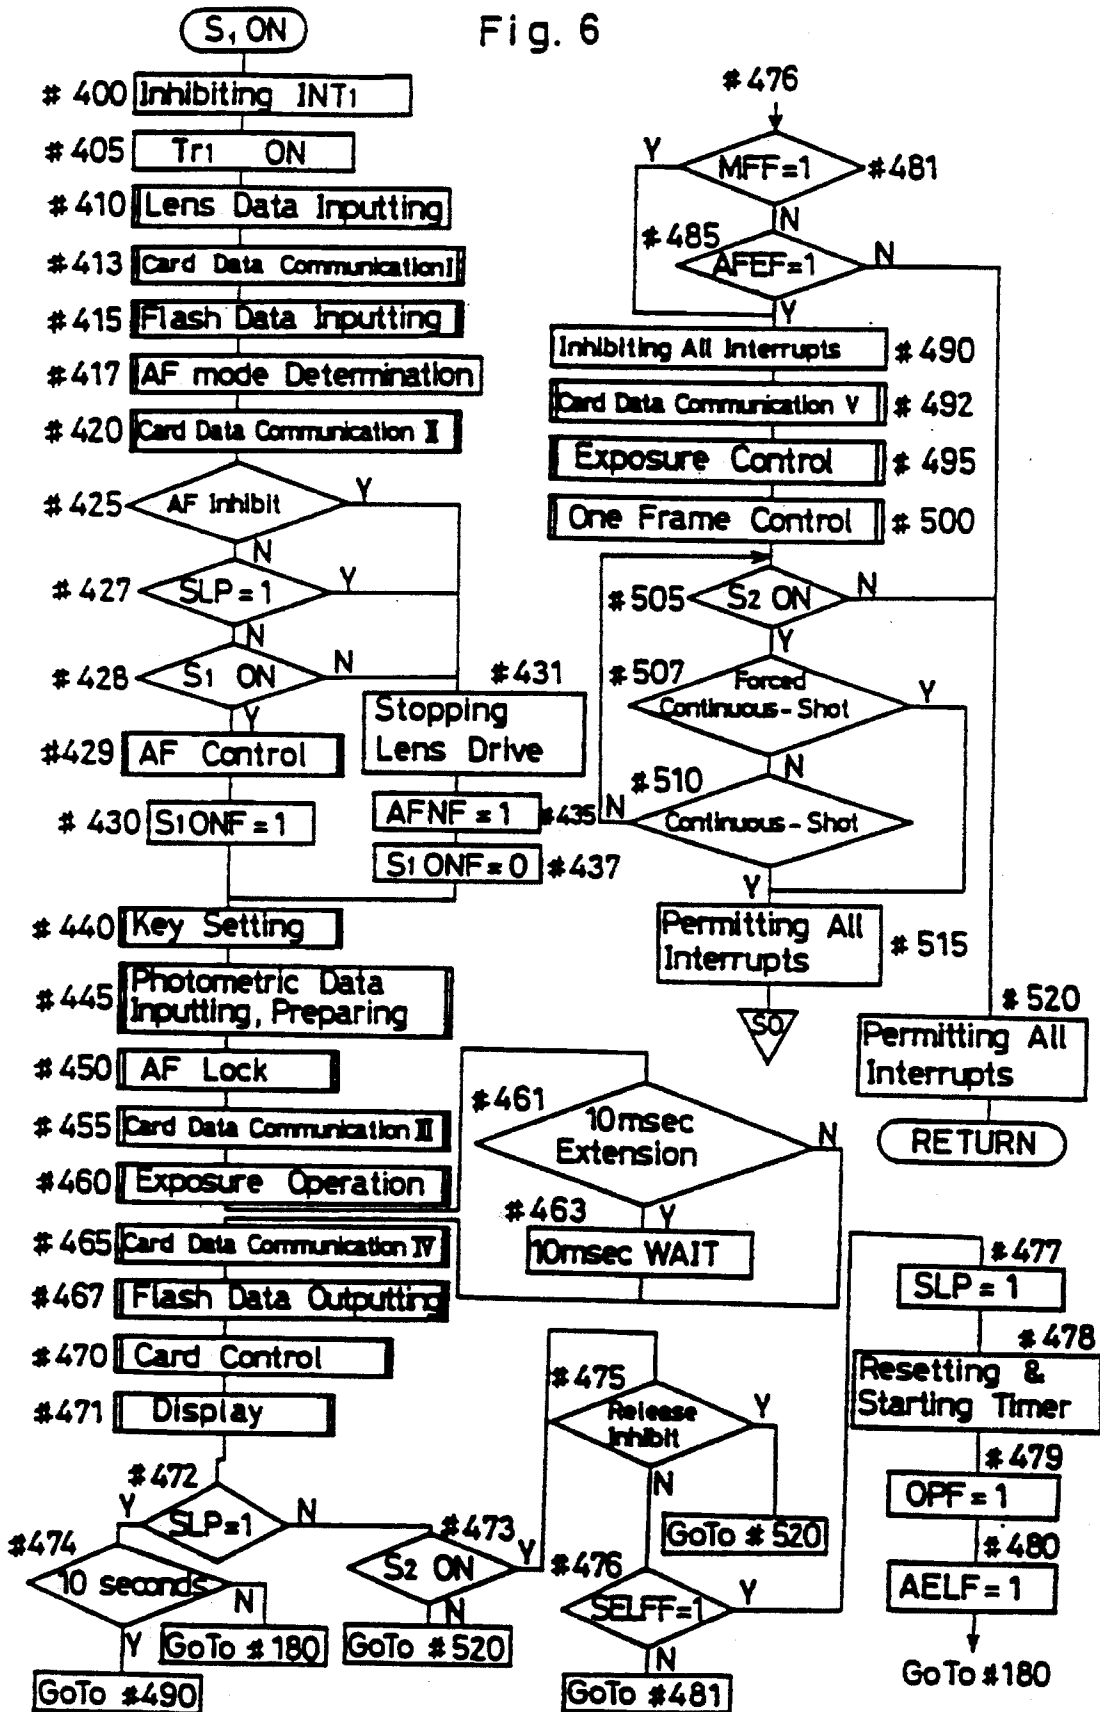 Fig. 6
S1 ON
#400 Inhibiting INT1
#405 Tr1 ON
#410 Lens Data Inputting
#413 Card Data Communication I
#415 Flash Data Inputting
#417 AF mode Determination
#420 Card Data Communication II
#425 AF Inhibit Y
N
#427 SLP=1 Y
N
#428 S1 ON N
Y
#429 AF Control
#430 S1ONF=1
#431
Stopping
Lens Drive
AFNF=1 #435
S1ONF=0 #437
#440 Key Setting
#445 Photometric Data
Inputting, Preparing
#450 AF Lock
#455 Card Data Communication III
#460 Exposure Operation
#461
10msec
Extension
N
Y
#463
10msec WAIT
#465 Card Data Communication IV
#467 Flash Data Outputting
#470 Card Control
#471 Display
#472
SLP=1
Y
N
#474
10 seconds
N
GoTo #180
Y
GoTo #490
#473
S2 ON
Y
N
GoTo #520
#475
Release
Inhibit
Y
GoTo #520
N
#476
SELFF=1
Y
N
GoTo #481
#477
SLP=1
#478
Resetting &
Starting Timer
#479
OPF=1
#480
AELF=1
GoTo #180
#476
Y
MFF=1 #481
N
#485
AFEF=1 N
Y
Inhibiting All Interrupts #490
Card Data Communication V #492
Exposure Control #495
One Frame Control #500
#505 S2 ON N
Y
#507
Forced
Continuous-Shot
Y
N
#510
N
Continuous-Shot
Y
Permitting All
Interrupts
#515
SO
#520
Permitting All
Interrupts
RETURN